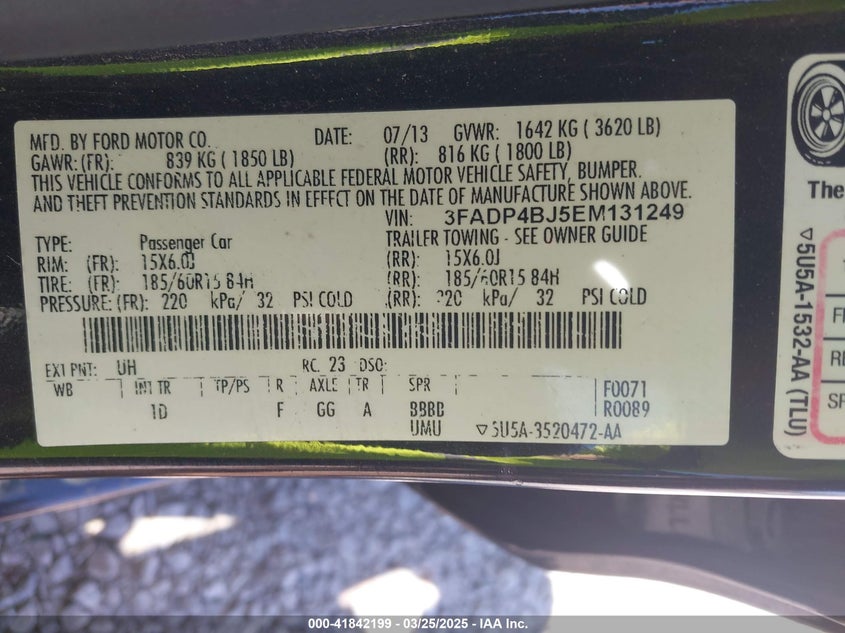 MFD. BY FORD MOTOR CO. DATE: 07/13 GVWR: 1642 KG ( 3620 LB)
GAWR: (FR): 839 KG ( 1850 LB) (RR): 816 KG ( 1800 LB)
THIS VEHICLE CONFORMS TO ALL APPLICABLE FEDERAL MOTOR VEHICLE SAFETY, BUMPER.
AND THEFT PREVENTION STANDARDS IN EFFECT ON THE DATE OF MANUFACTURE SHOWN ABOVE.
VIN: 3FADP4BJ5EM131249
TYPE: Passenger Car TRAILER TOWING - SEE OWNER GUIDE
RIM: (FR): 15X6.0J (RR): 15X6.0J
TIRE: (FR): 185/60R15 84H (RR): 185/60R15 84H
PRESSURE: (FR): 220 kPa/ 32 PSI COLD (RR): 220 kPa/ 32 PSI COLD
EXT PNT: UH RC: 23 DSO:
WB INT TR TP/PS R AXLE TR SPR F0071
1D F GG A BBBB R0089
UMU ▽5U5A-3520472-AA
The
▽5U5A-1532-AA (TLU)
000-41842199 - 03/25/2025 - IAA Inc.